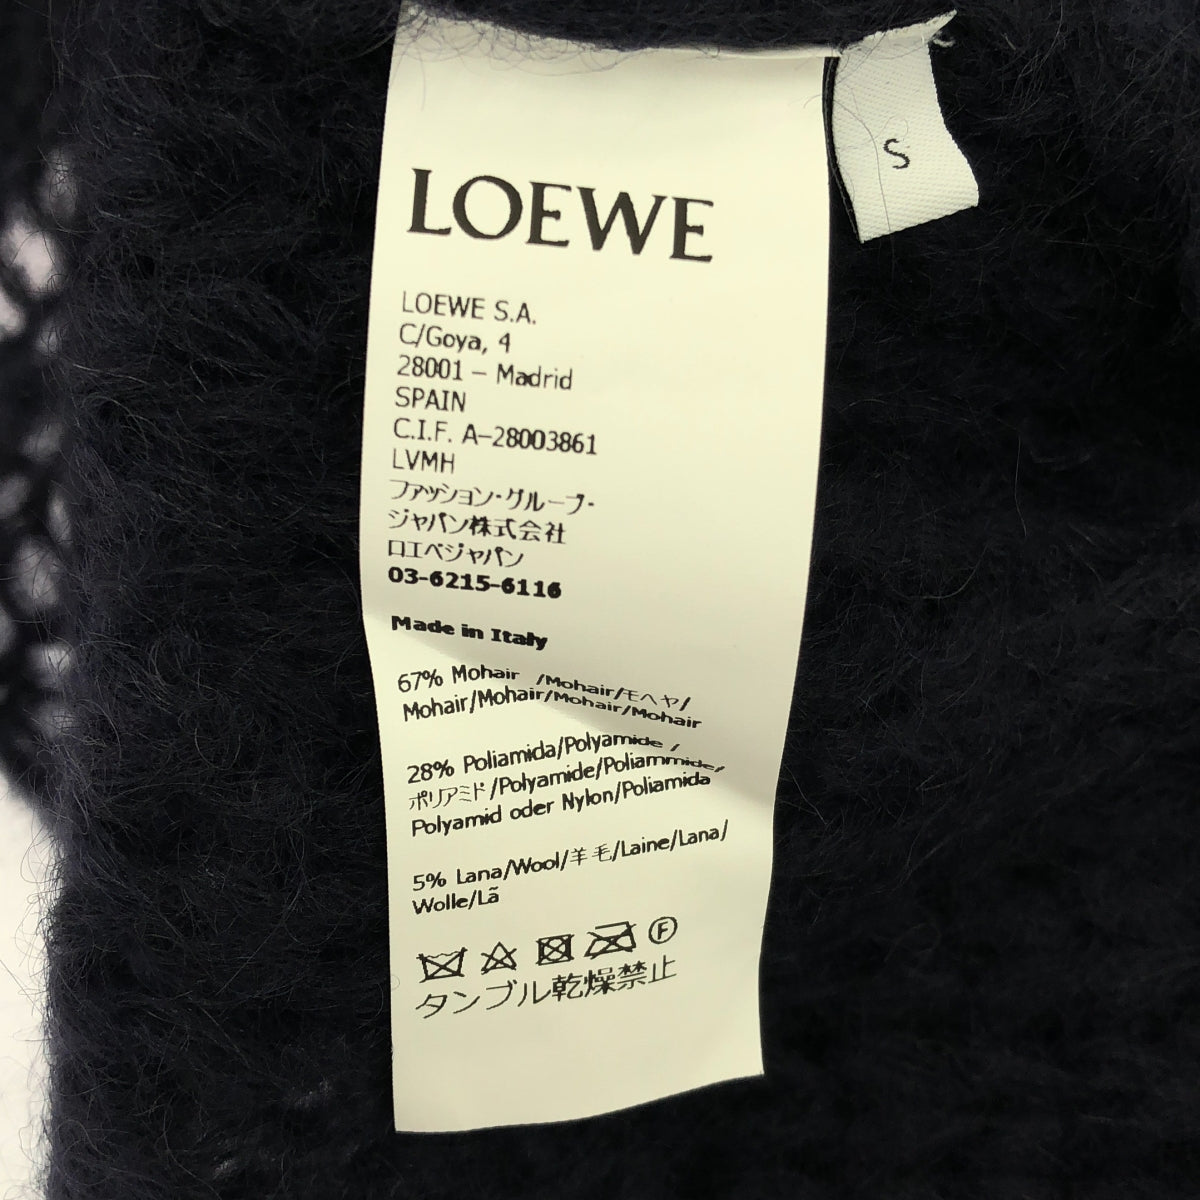 LOEWE
S
LOEWE S.A.
C/Goya, 4
28001 – Madrid
SPAIN
C.I.F. A-28003861
LVMH
ファッション・グループ・
ジャパン株式会社
ロエベジャパン
03-6215-6116
Made in Italy
67% Mohair /Mohair/モヘヤ/
Mohair/Mohair/Mohair/Mohair
28% Poliamida/Polyamide /
ポリアミド/Polyamide/Poliammide/
Polyamid oder Nylon/Poliamida
5% Lana/Wool/羊毛/Laine/Lana/
Wolle/Lã
F
タンブル乾燥禁止